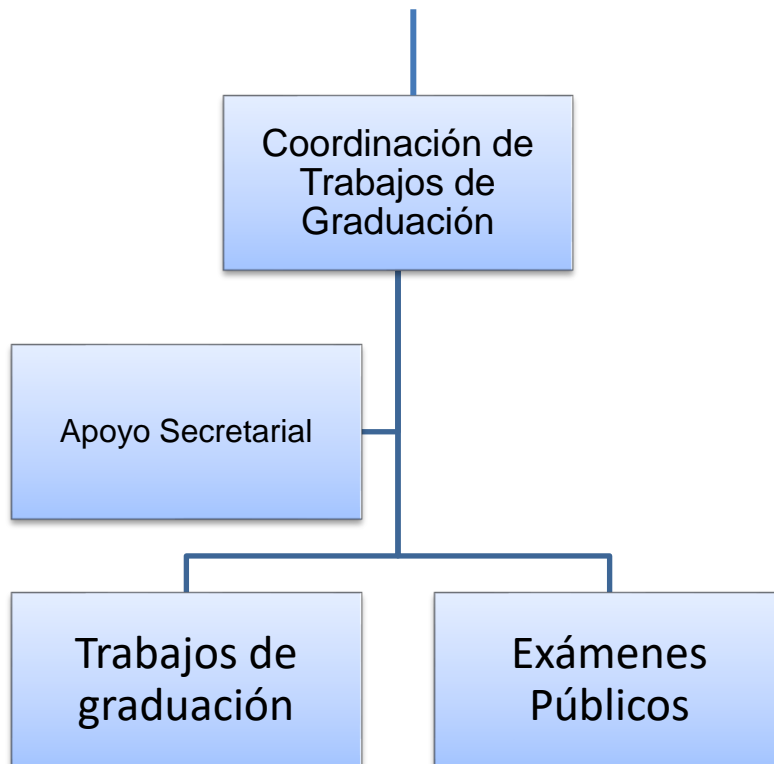 Coordinación de
Trabajos de
Graduación
Apoyo Secretarial
Trabajos de
graduación
Exámenes
Públicos